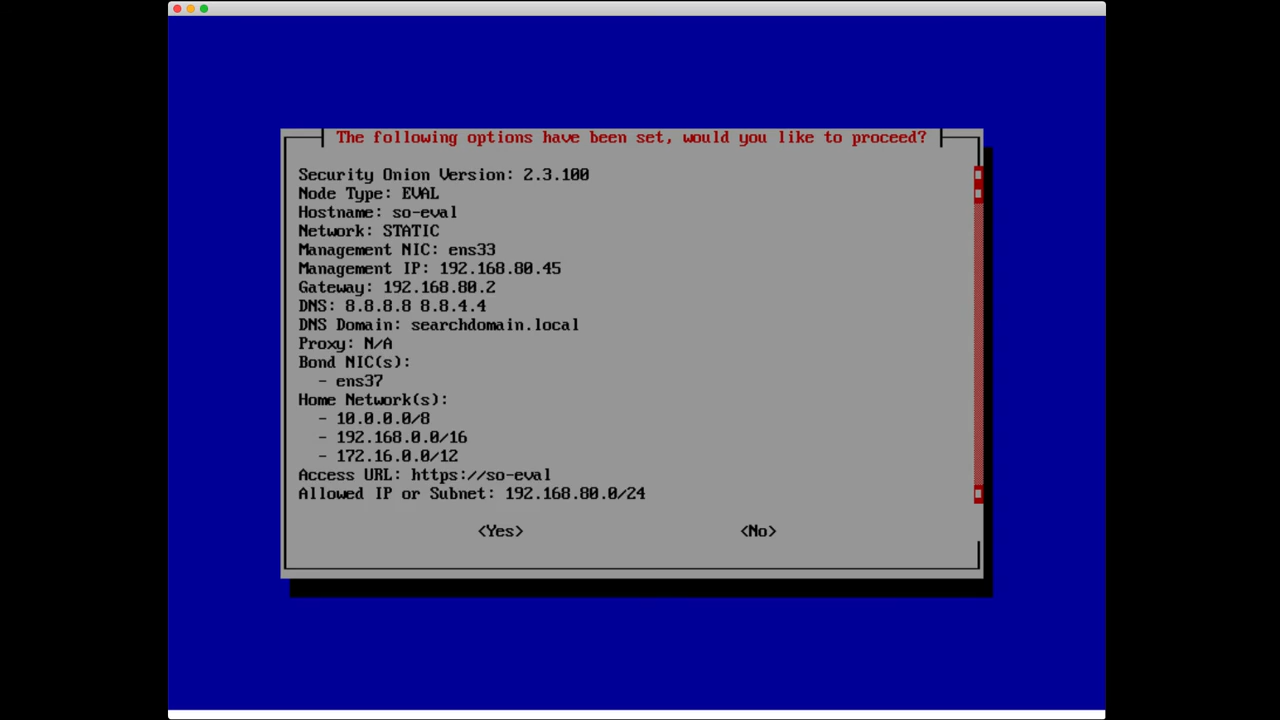 The following options have been set, would you like to proceed?
Security Onion Version: 2.3.100
Node Type: EVAL
Hostname: so-eval
Network: STATIC
Management NIC: ens33
Management IP: 192.168.80.45
Gateway: 192.168.80.2
DNS: 8.8.8.8 8.8.4.4
DNS Domain: searchdomain.local
Proxy: N/A
Bond NIC(s):
- ens37
Home Network(s):
- 10.0.0.0/8
- 192.168.0.0/16
- 172.16.0.0/12
Access URL: https://so-eval
Allowed IP or Subnet: 192.168.80.0/24
<Yes> <No>